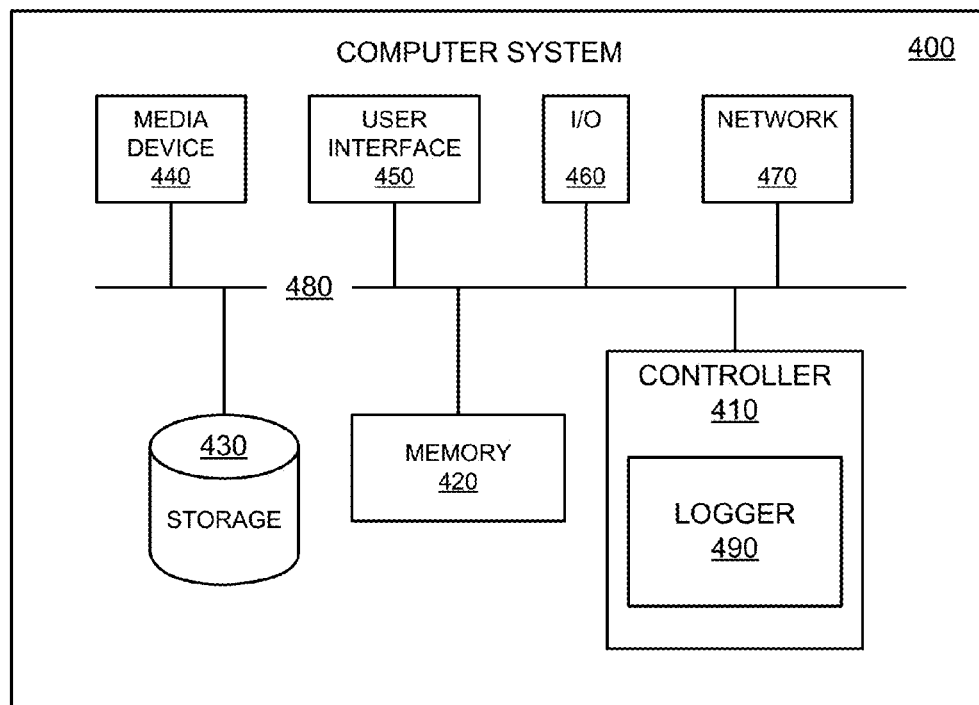 COMPUTER SYSTEM
400
MEDIA
DEVICE
440
USER
INTERFACE
450
I/O
460
NETWORK
470
480
430
STORAGE
MEMORY
420
CONTROLLER
410
LOGGER
490